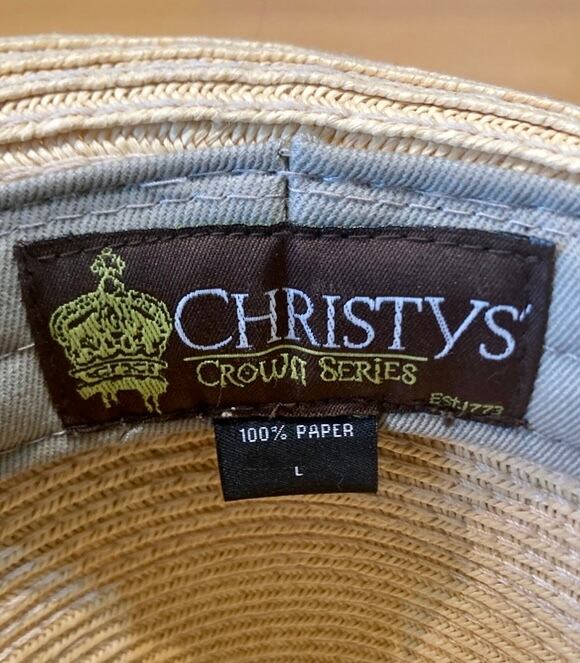 CHRISTYS'
CROWN SERIES
Est.1773
100% PAPER
L